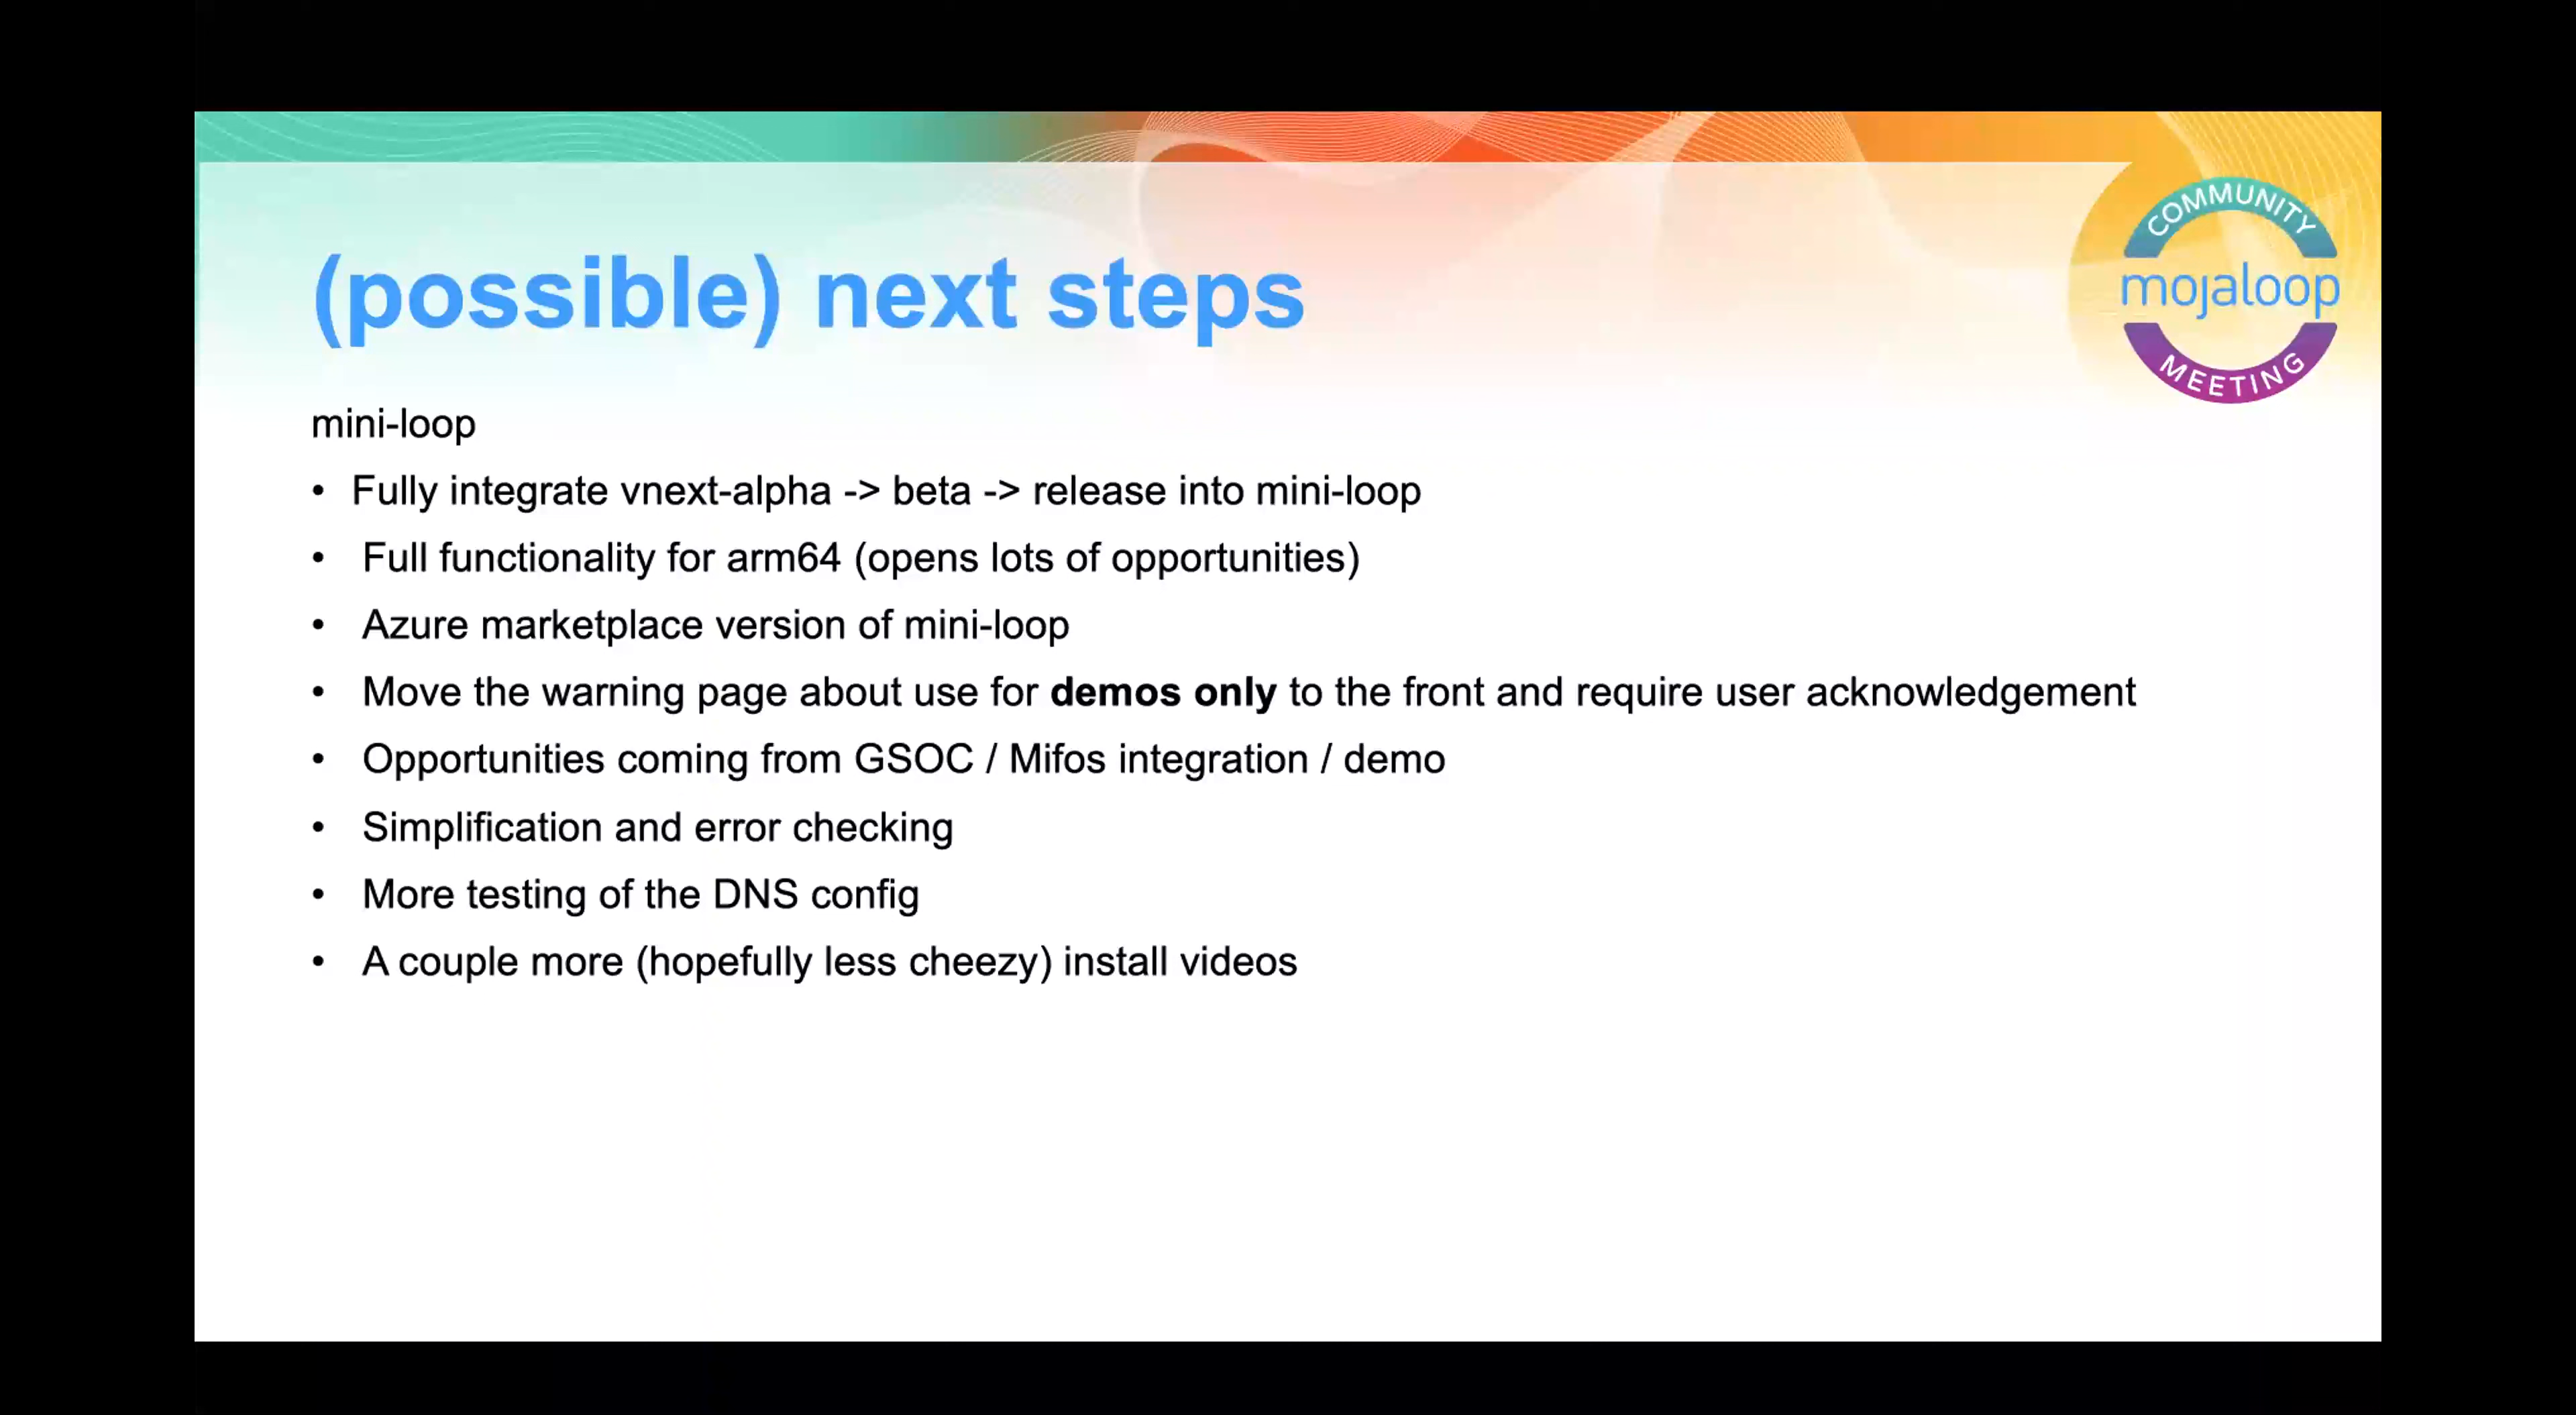 COMMUNITY
mojaloop
MEETING
(possible) next steps
mini-loop
• Fully integrate vnext-alpha -> beta -> release into mini-loop
• Full functionality for arm64 (opens lots of opportunities)
• Azure marketplace version of mini-loop
• Move the warning page about use for demos only to the front and require user acknowledgement
• Opportunities coming from GSOC / Mifos integration / demo
• Simplification and error checking
• More testing of the DNS config
• A couple more (hopefully less cheezy) install videos